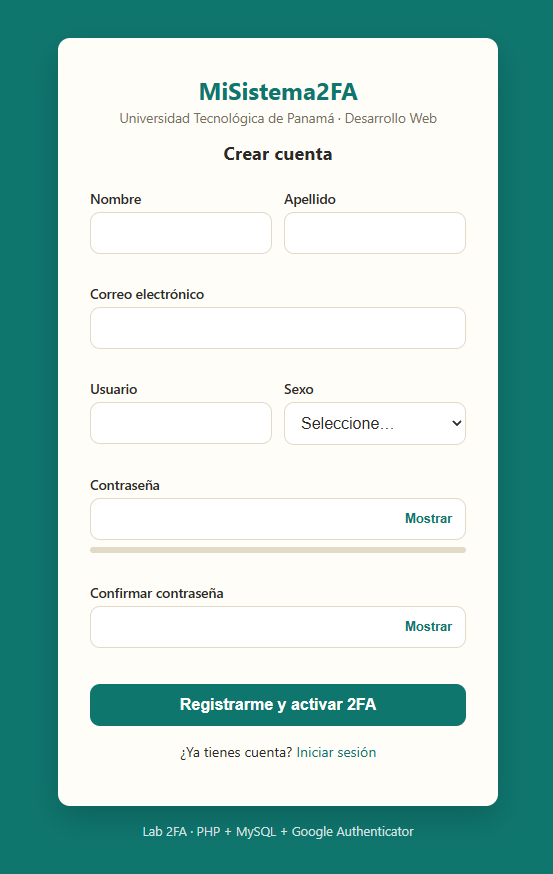 MiSistema2FA
Universidad Tecnológica de Panamá · Desarrollo Web
Crear cuenta
Nombre Apellido
Correo electrónico
Usuario Sexo
Seleccione...
Contraseña
Mostrar
Confirmar contraseña
Mostrar
Registrarme y activar 2FA
¿Ya tienes cuenta? Iniciar sesión
Lab 2FA · PHP + MySQL + Google Authenticator